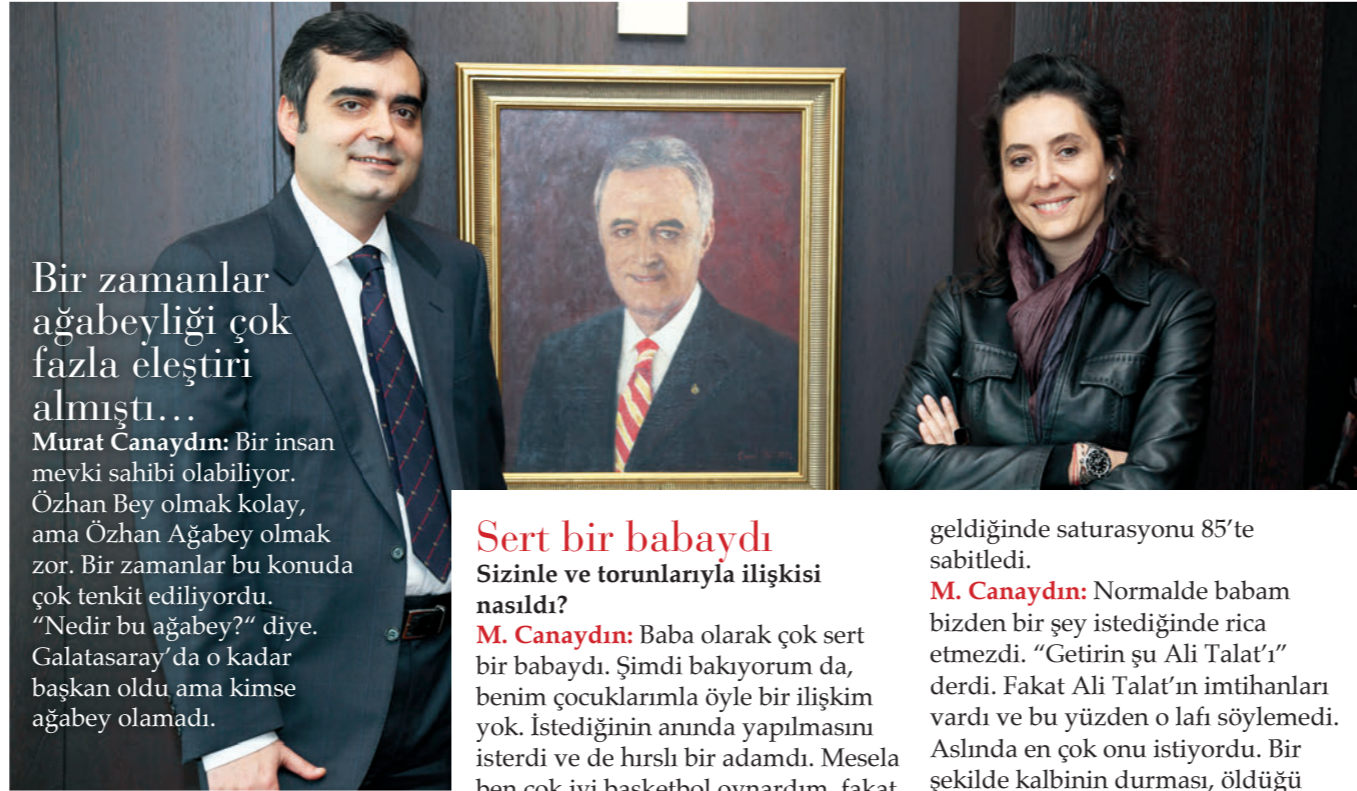 Bir zamanlar
ağabeyliği çok
fazla eleştiri
almıştı…
Murat Canaydın: Bir insan
mevki sahibi olabiliyor.
Özhan Bey olmak kolay,
ama Özhan Ağabey olmak
zor. Bir zamanlar bu konuda
çok tenkit ediliyordu.
“Nedir bu ağabey?“ diye.
Galatasaray’da o kadar
başkan oldu ama kimse
ağabey olamadı.
Sert bir babaydı
Sizinle ve torunlarıyla ilişkisi
nasıldı?
M. Canaydın: Baba olarak çok sert
bir babaydı. Şimdi bakıyorum da,
benim çocuklarımla öyle bir ilişkim
yok. İstediğinin anında yapılmasını
isterdi ve de hırslı bir adamdı. Mesela
ben çok iyi basketbol oynardım, fakat
geldiğinde saturasyonu 85’te
sabitledi.
M. Canaydın: Normalde babam
bizden bir şey istediğinde rica
etmezdi. “Getirin şu Ali Talat’ı”
derdi. Fakat Ali Talat’ın imtihanları
vardı ve bu yüzden o lafı söylemedi.
Aslında en çok onu istiyordu. Bir
şekilde kalbinin durması, öldüğü